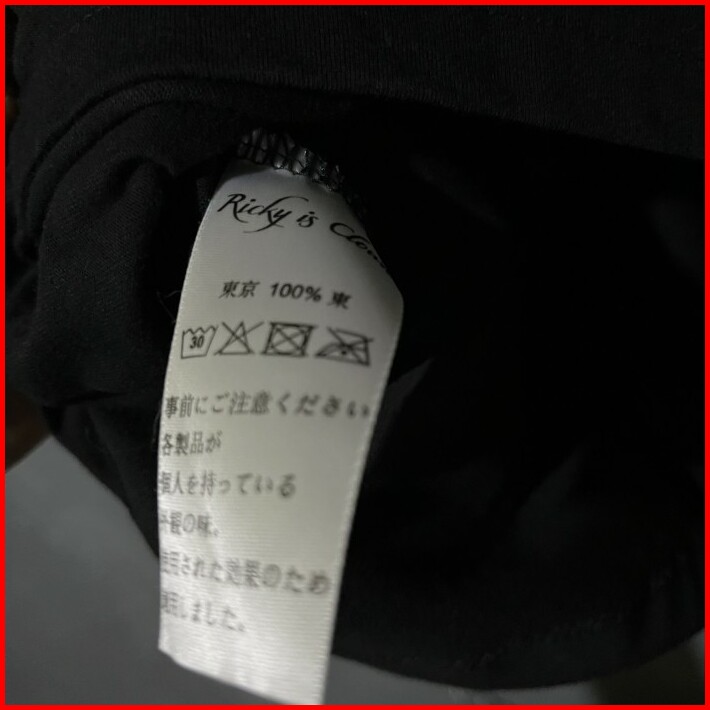 Ricky is
東京 100% 東
30
事前にご注意ください
各製品が
個人を持っている
の味。
使用された効果のため
しました。